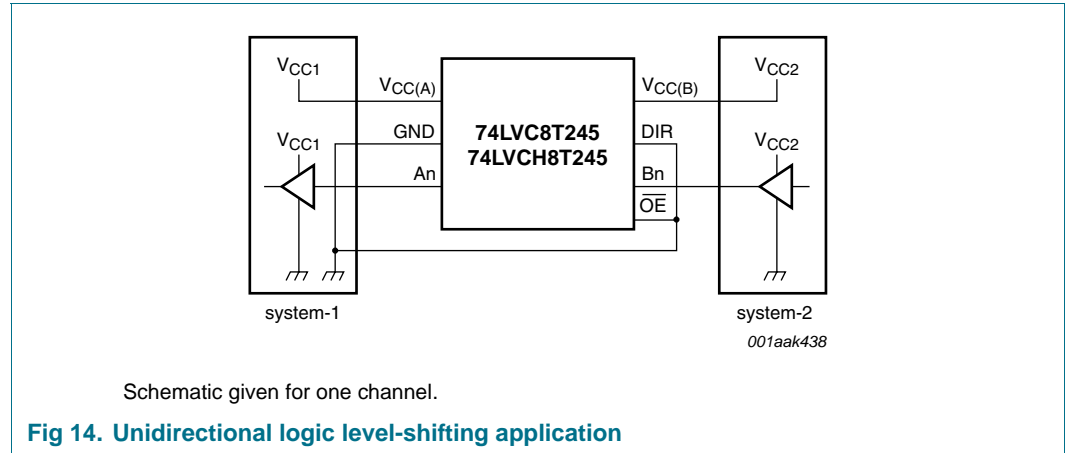 VCC1
VCC(A)
VCC(B)
VCC2
GND
74LVC8T245
DIR
VCC1
74LVCH8T245
VCC2
An
Bn
OE
system-1
system-2
001aak438
Schematic given for one channel.
Fig 14. Unidirectional logic level-shifting application